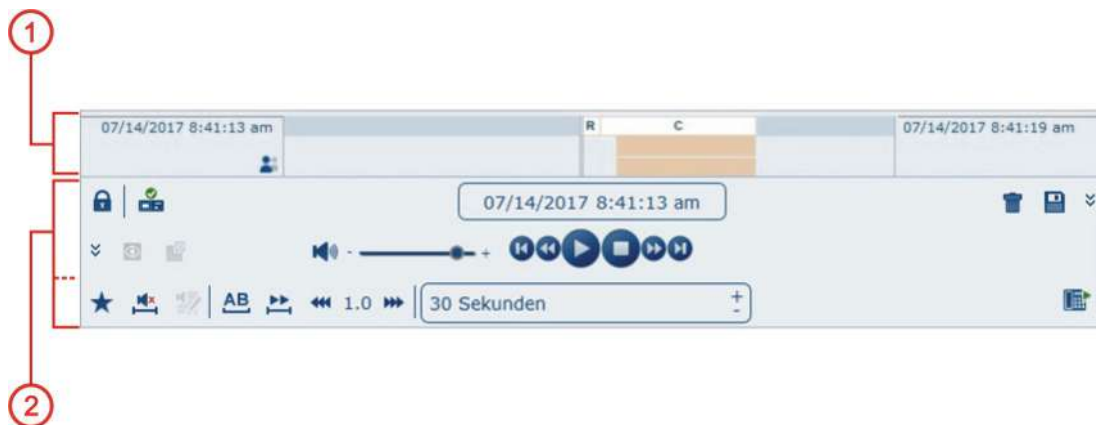 1
07/14/2017 8:41:13 am R C 07/14/2017 8:41:19 am
07/14/2017 8:41:13 am
- +
AB 1.0 30 Sekunden + -
2